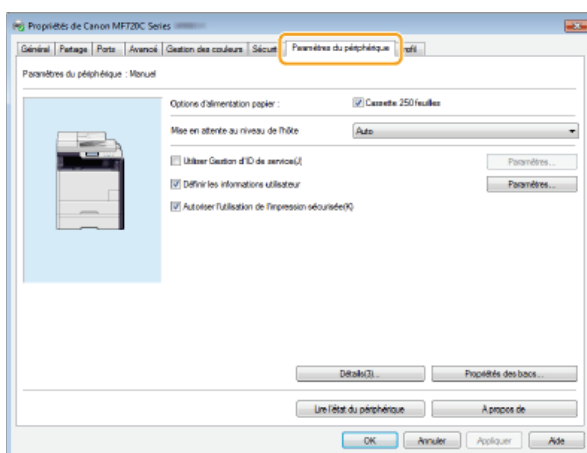 Propriétés de Canon MF720C Series
Général Partage Ports Avancé Gestion des couleurs Sécurit Paramètres du périphérique rofil
Paramètres du périphérique : Manuel
Options d'alimentation papier : Cassette 250 feuilles
Mise en attente au niveau de l'hôte Auto
Utiliser Gestion d'ID de service(J) Paramètres...
Définir les informations utilisateur Paramètres...
Autoriser l'utilisation de l'impression sécurisée(K)
Détails(3)... Propriétés des bacs...
Lire l'état du périphérique A propos de
OK Annuler Appliquer Aide